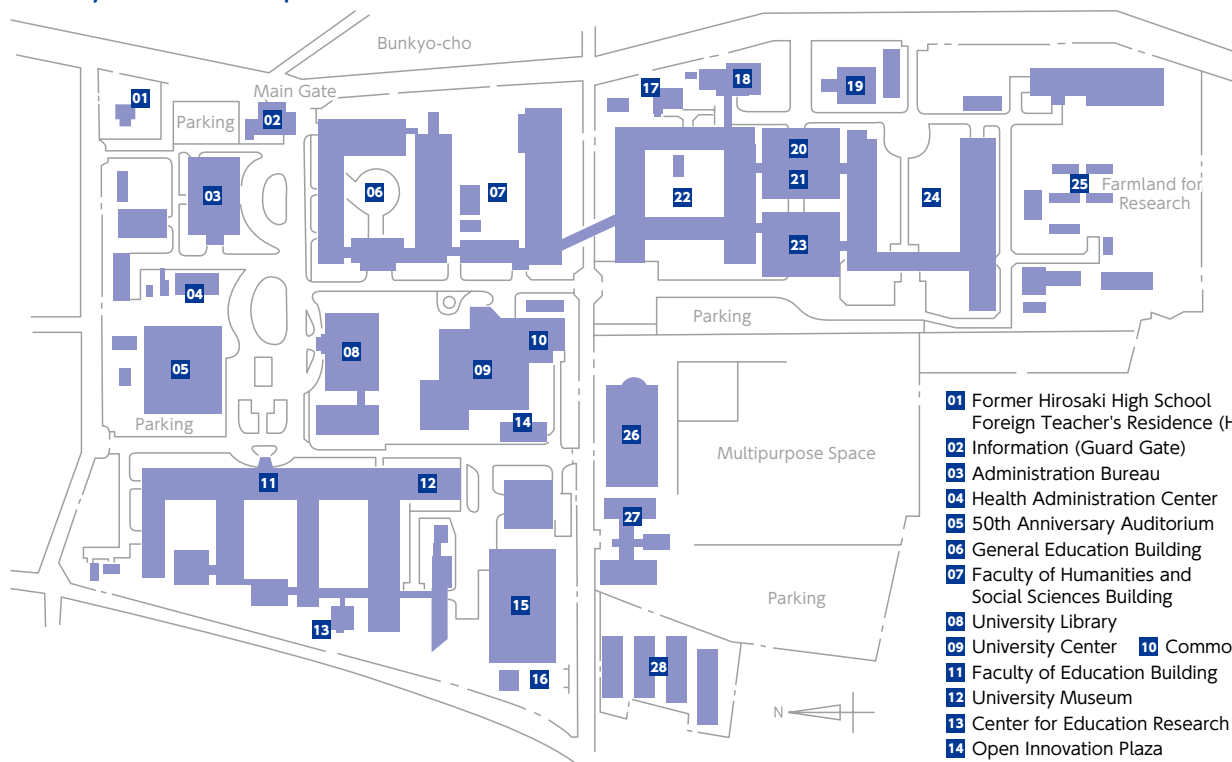 Bunkyo-cho
Main Gate
Parking
01
02
03
04
05
06
07
08
09
10
11
12
13
14
15
16
17
18
19
20
21
22
23
24
25
26
27
28
Farmland for
Research
Parking
Parking
Multipurpose Space
Parking
N
01 Former Hirosaki High School
Foreign Teacher's Residence (H
02 Information (Guard Gate)
03 Administration Bureau
04 Health Administration Center
05 50th Anniversary Auditorium
06 General Education Building
07 Faculty of Humanities and
Social Sciences Building
08 University Library
09 University Center 10 Commo
11 Faculty of Education Building
12 University Museum
13 Center for Education Research
14 Open Innovation Plaza